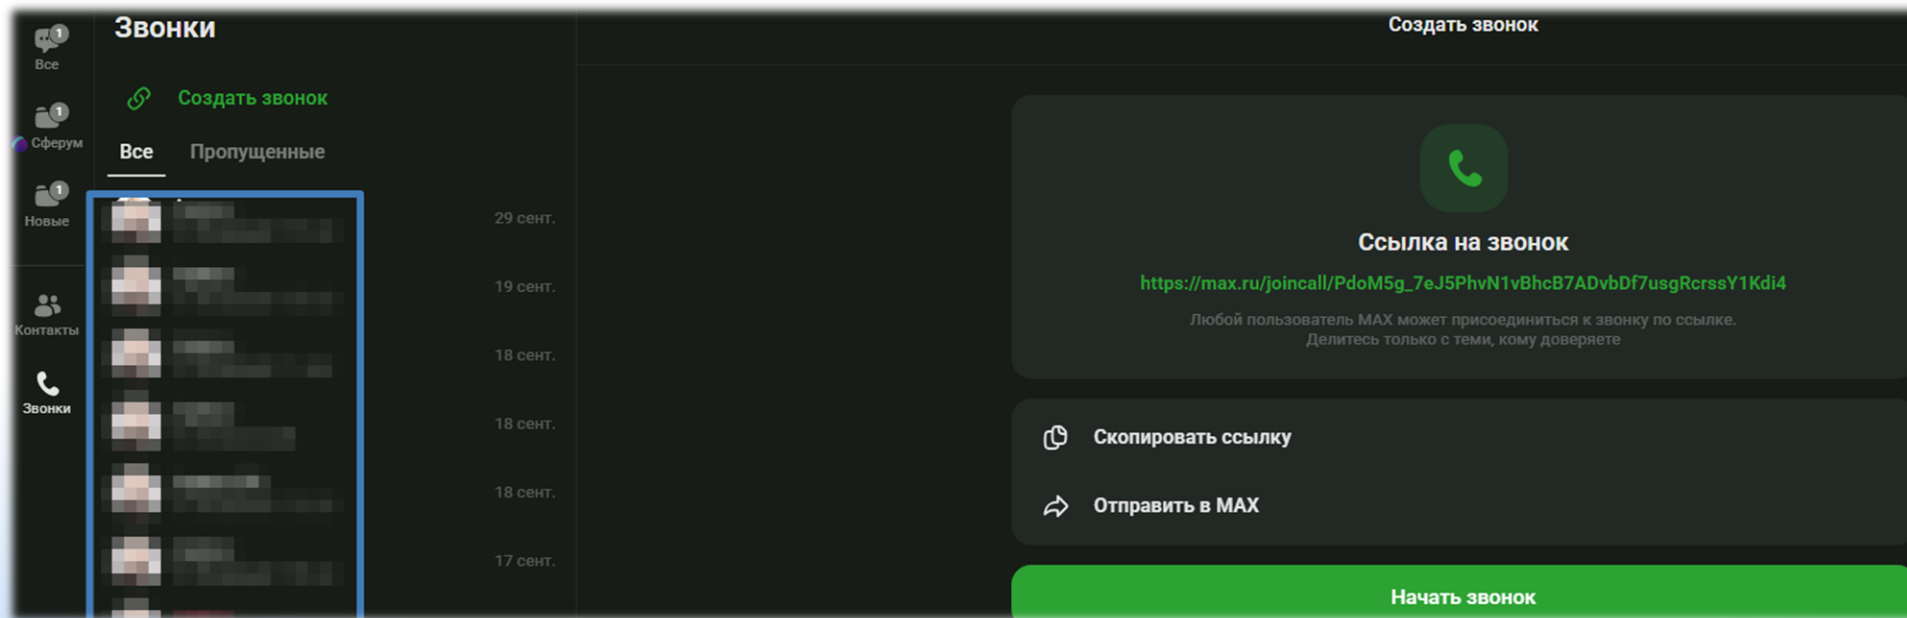 Звонки
Создать звонок
1
Все
1
Сферум
1
Новые
Контакты
Звонки
Создать звонок
Все Пропущенные
29 сент.
19 сент.
18 сент.
18 сент.
18 сент.
17 сент.
Ссылка на звонок
https://max.ru/joincall/PdoM5g_7eJ5PhvN1vBhcB7ADvbDf7usgRcrssY1Kdi4
Любой пользователь MAX может присоединиться к звонку по ссылке.
Делитесь только с теми, кому доверяете
Скопировать ссылку
Отправить в MAX
Начать звонок